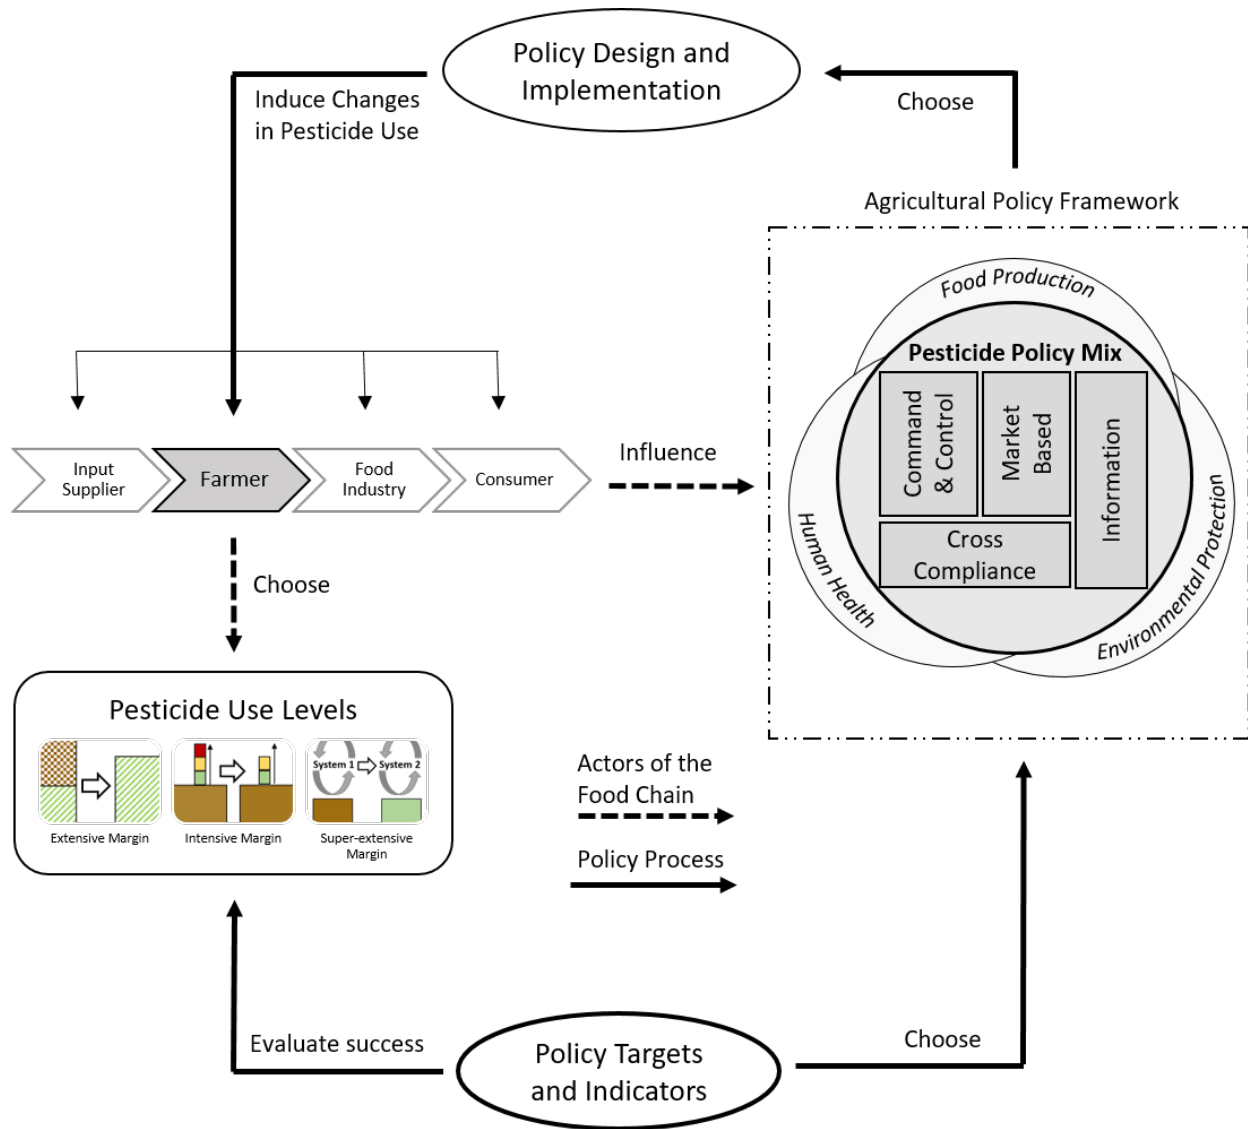 Policy Design and
Implementation
Induce Changes
in Pesticide Use
Choose
Agricultural Policy Framework
Food Production
Pesticide Policy Mix
Command
& Control
Market
Based
Information
Cross
Compliance
Human Health
Environmental Protection
Input
Supplier
Farmer
Food
Industry
Consumer
Influence
Choose
Pesticide Use Levels
System 1
System 2
Extensive Margin
Intensive Margin
Super-extensive
Margin
Actors of the
Food Chain
Policy Process
Evaluate success
Policy Targets
and Indicators
Choose